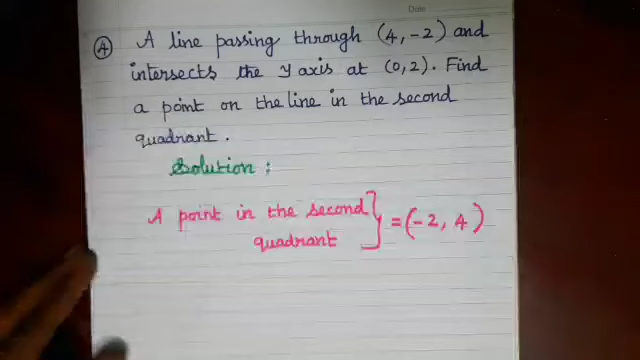 Date
④ A line passing through (4,-2) and
intersects the Y axis at (0,2). Find
a point on the line in the second
quadrant.
Solution :
A point in the second
quadrant } = (-2, 4)